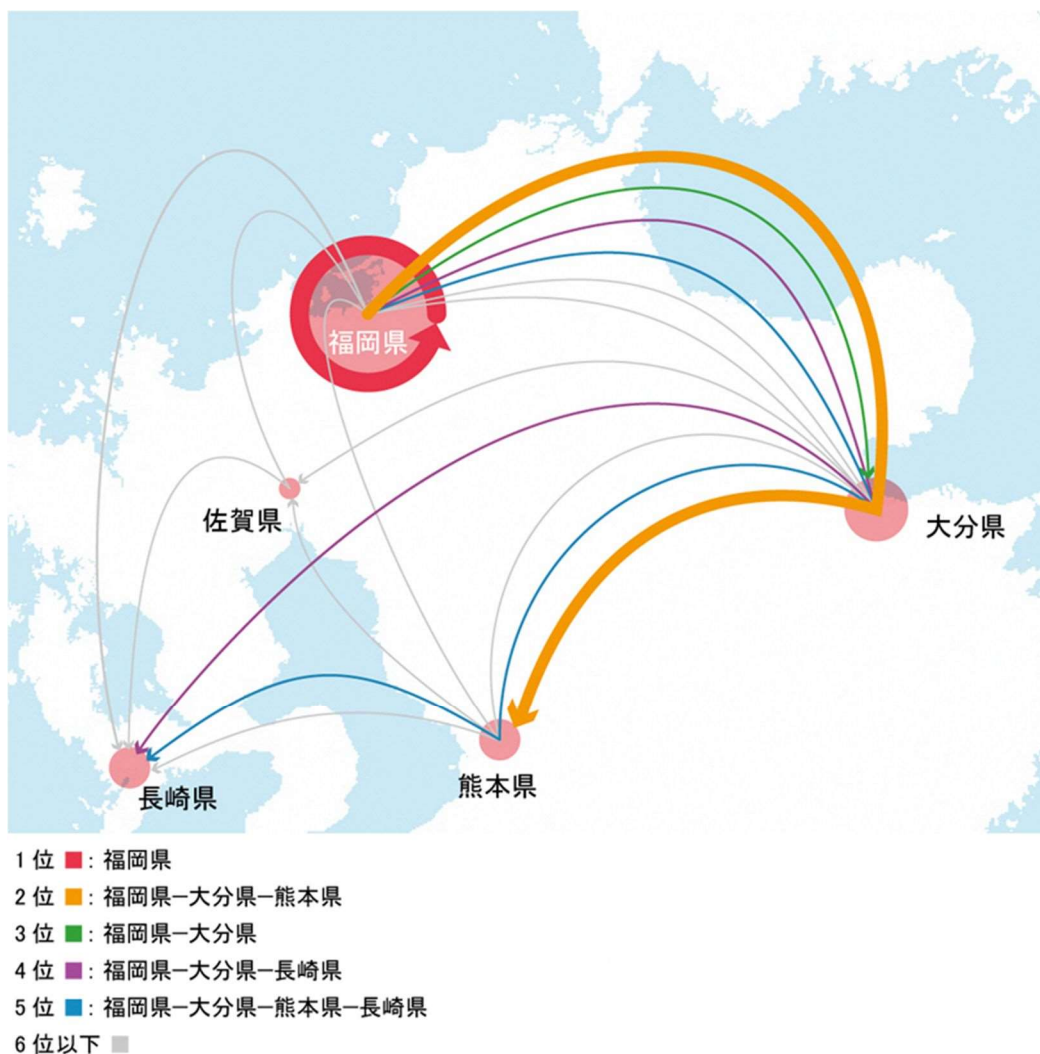 福岡県
佐賀県
大分県
長崎県
熊本県
1位 ■：福岡県
2位 ■：福岡県－大分県－熊本県
3位 ■：福岡県－大分県
4位 ■：福岡県－大分県－長崎県
5位 ■：福岡県－大分県－熊本県－長崎県
6位以下 ■